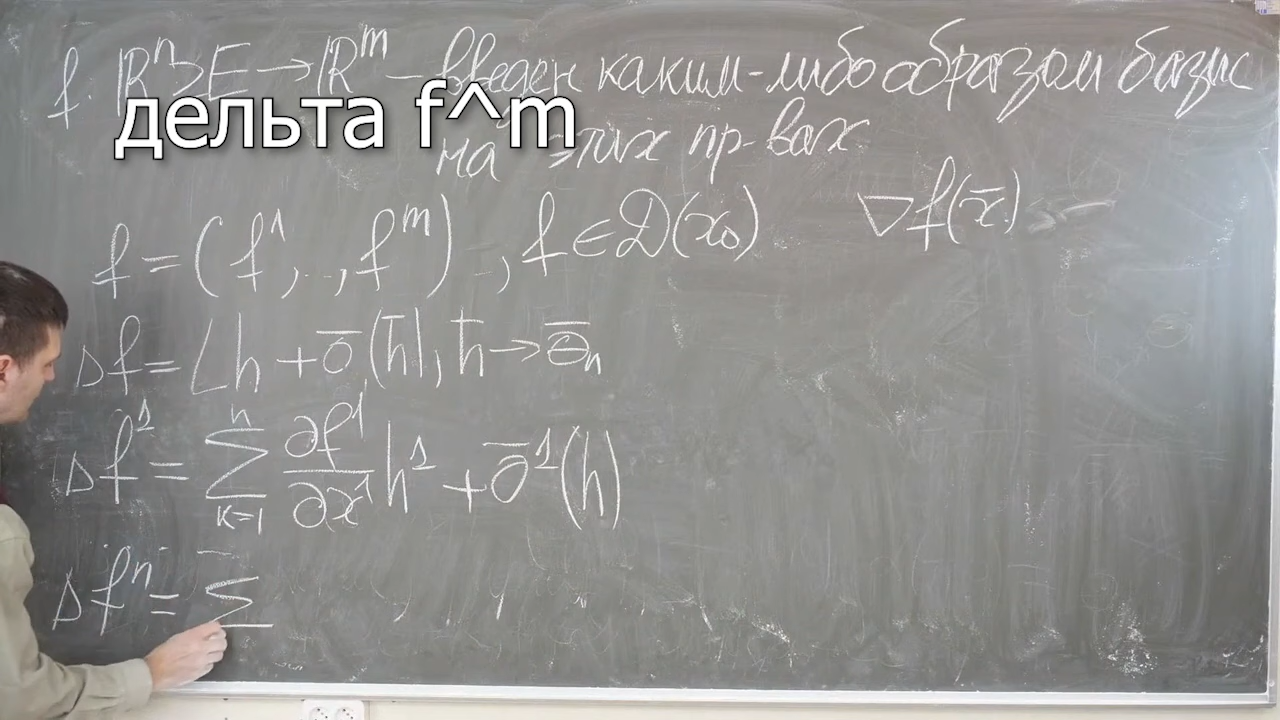 f: ℝⁿ ⊃ E → ℝᵐ – введен каким-либо образом базис
дельта f^m
на этих пр-вах
f = (f¹, .., fᵐ), f ∈ D(x₀)
∇f(x̄)
Δf = Lh + ō(h̄), h̄ → Θ̄ₙ
Δf¹ = ∑ₖ₌₁ⁿ ∂f¹/∂x¹ h¹ + ō¹(h)
Δfⁿ = ∑